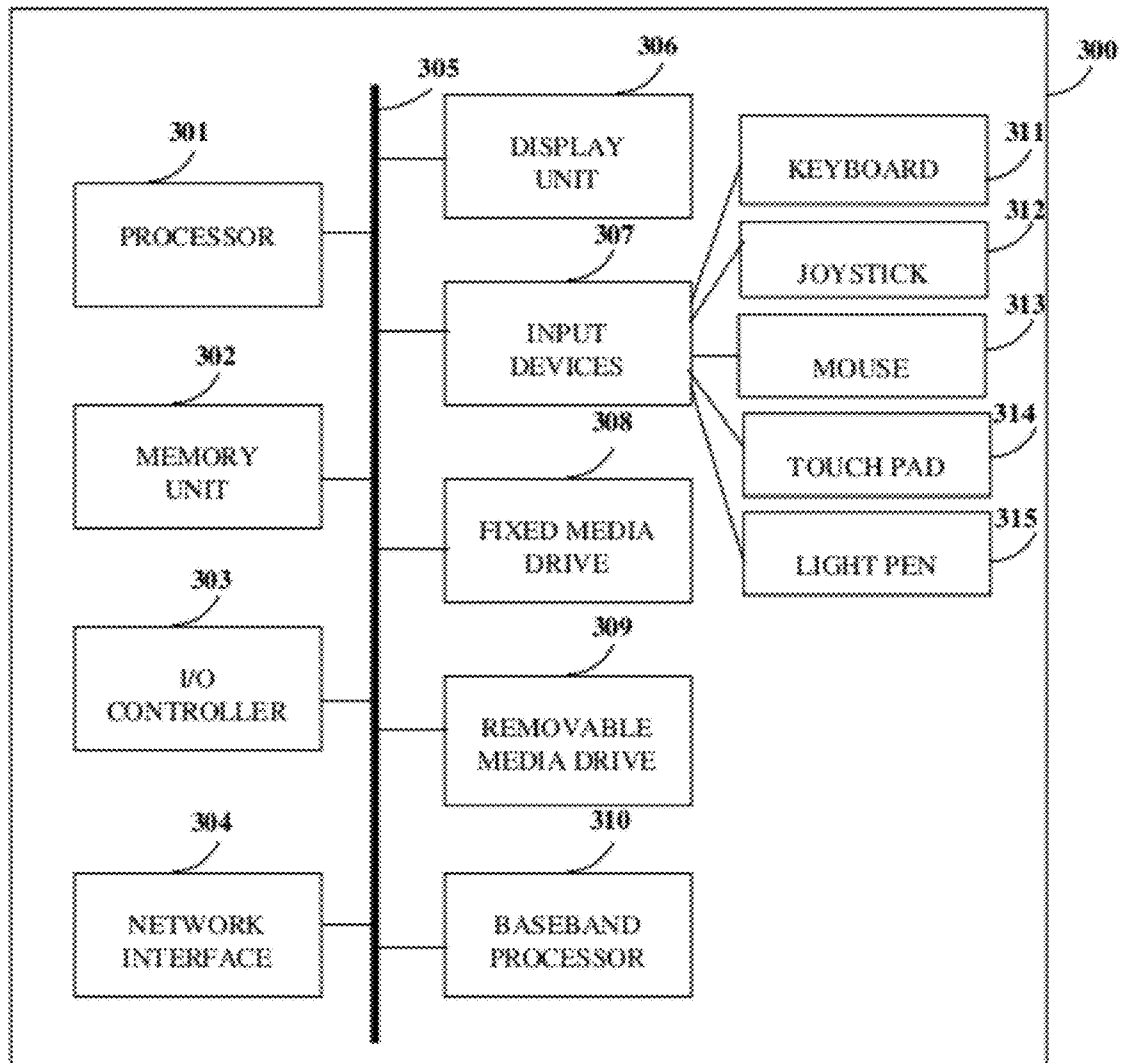 300
305
306
DISPLAY
UNIT
301
PROCESSOR
311
KEYBOARD
312
JOYSTICK
307
INPUT
DEVICES
313
MOUSE
302
MEMORY
UNIT
314
TOUCH PAD
308
FIXED MEDIA
DRIVE
315
LIGHT PEN
303
I/O
CONTROLLER
309
REMOVABLE
MEDIA DRIVE
304
NETWORK
INTERFACE
310
BASEBAND
PROCESSOR